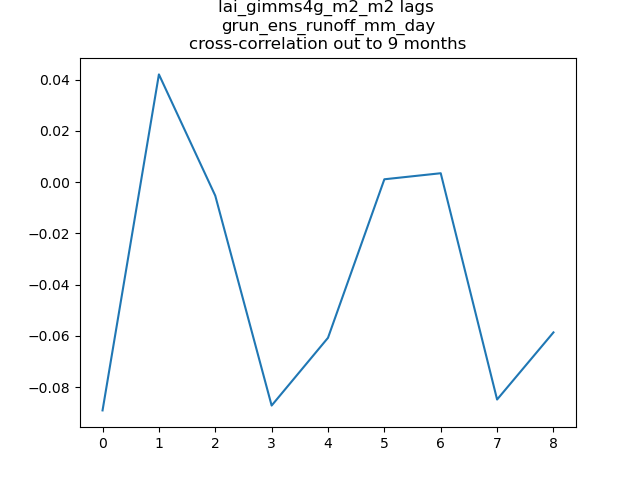 lai_gimms4g_m2_m2 lags
grun_ens_runoff_mm_day
cross-correlation out to 9 months
0.04
0.02
0.00
−0.02
−0.04
−0.06
−0.08
0 1 2 3 4 5 6 7 8